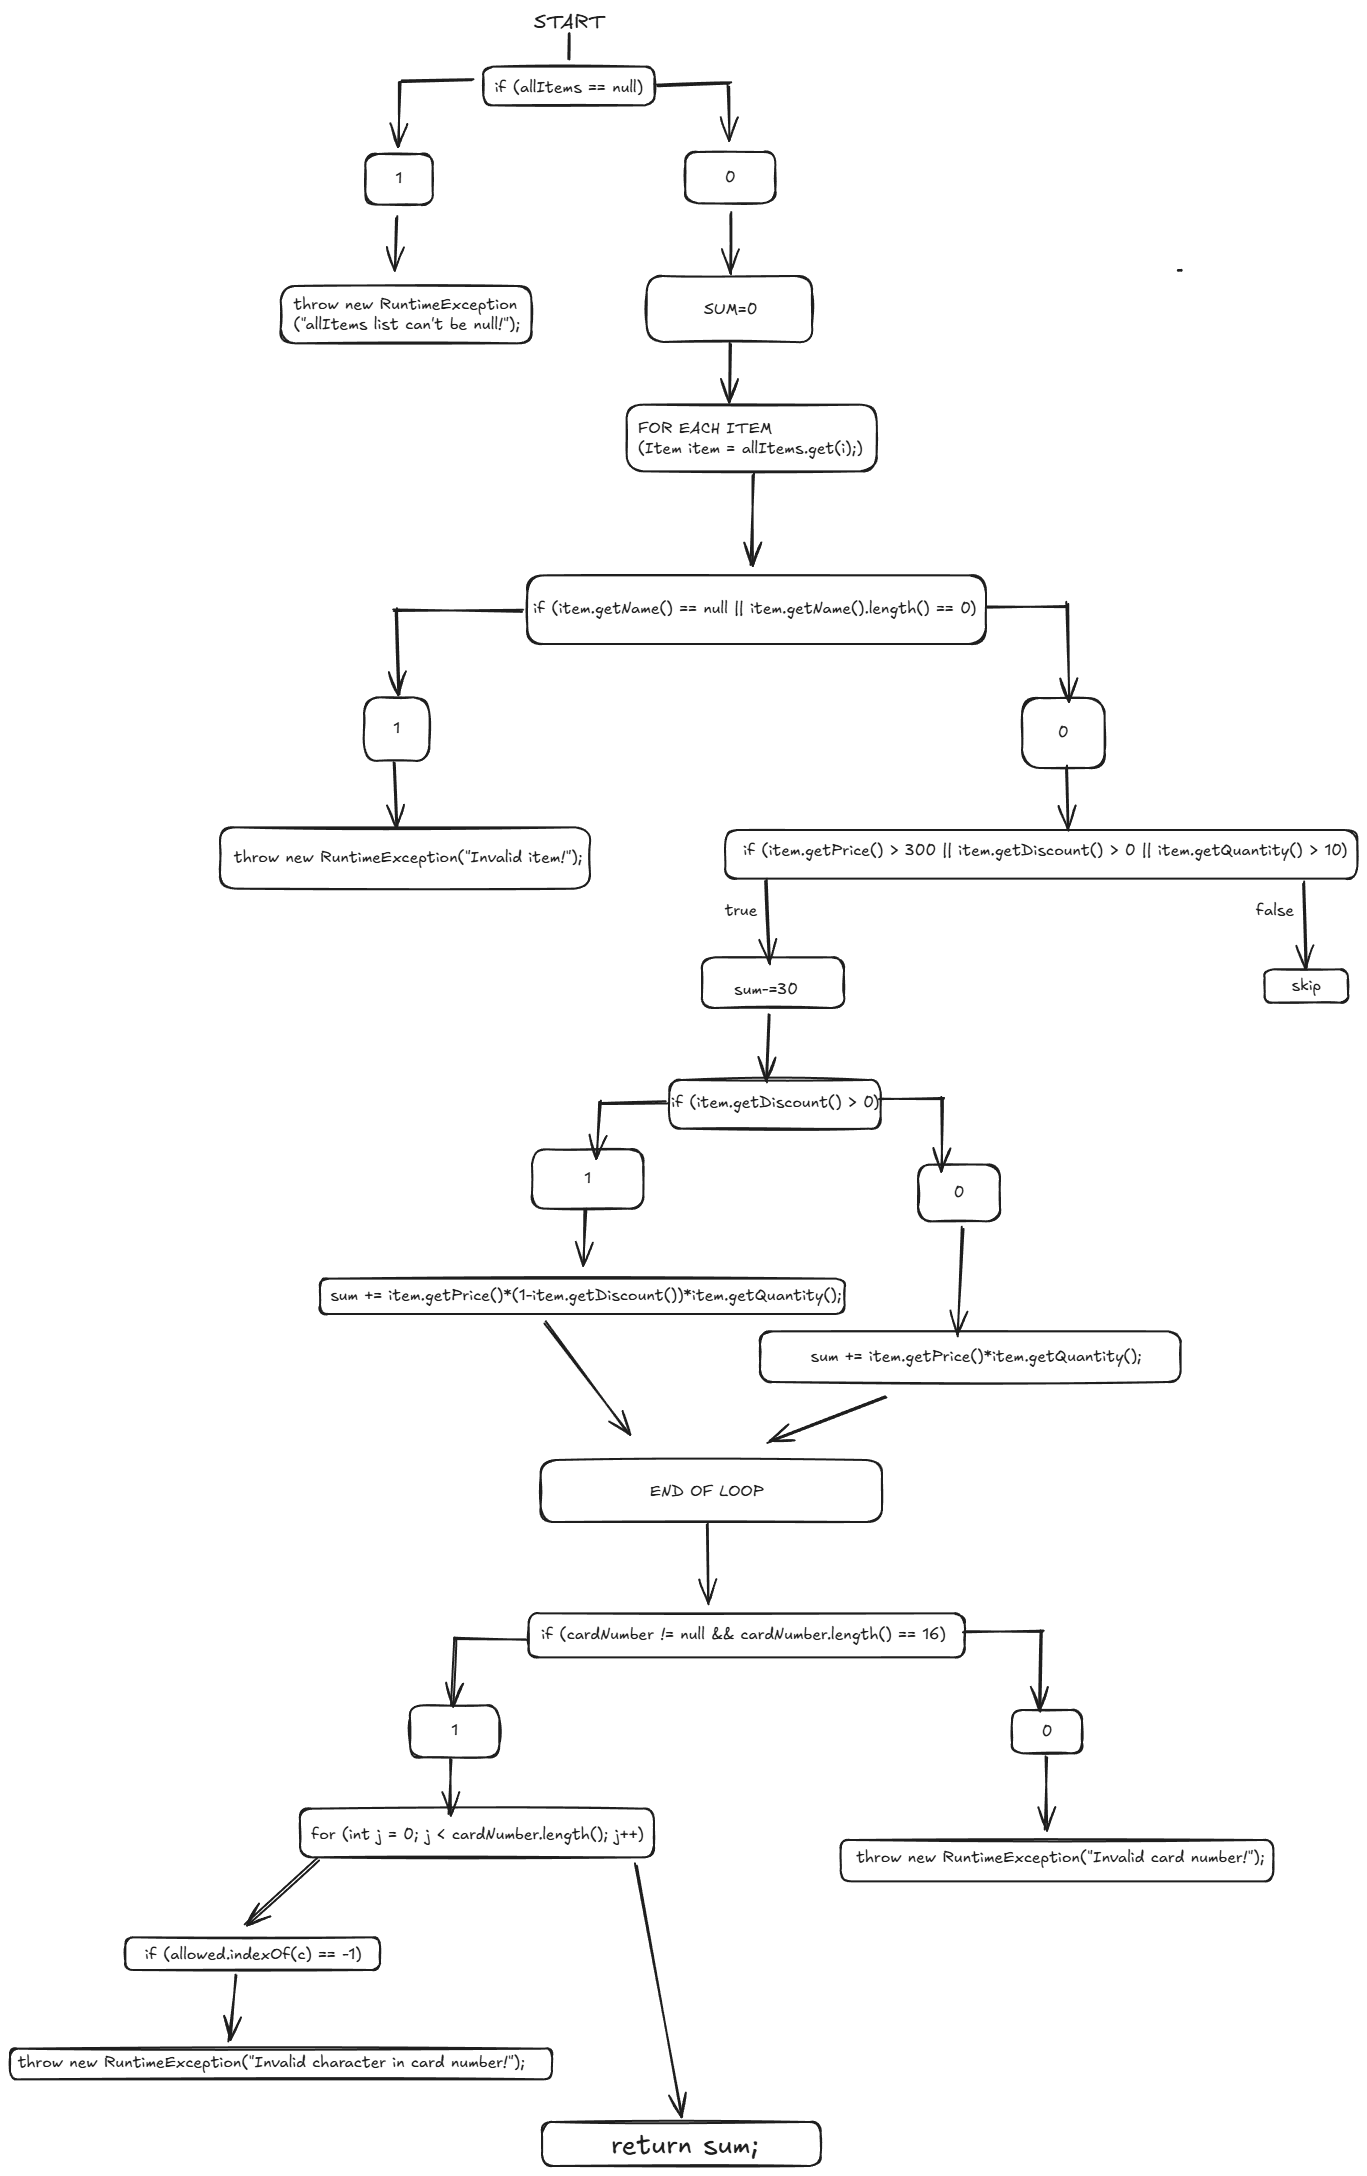 START
if (allItems == null)
1
0
throw new RuntimeException
("allItems list can't be null!");
SUM=0
FOR EACH ITEM
(Item item = allItems.get(i);)
if (item.getName() == null || item.getName().length() == 0)
1
0
throw new RuntimeException("Invalid item!");
if (item.getPrice() > 300 || item.getDiscount() > 0 || item.getQuantity() > 10)
true
false
sum-=30
skip
if (item.getDiscount() > 0)
1
0
sum += item.getPrice()*(1-item.getDiscount())*item.getQuantity();
sum += item.getPrice()*item.getQuantity();
END OF LOOP
if (cardNumber != null && cardNumber.length() == 16)
1
0
for (int j = 0; j < cardNumber.length(); j++)
throw new RuntimeException("Invalid card number!");
if (allowed.indexOf(c) == -1)
throw new RuntimeException("Invalid character in card number!");
return sum;